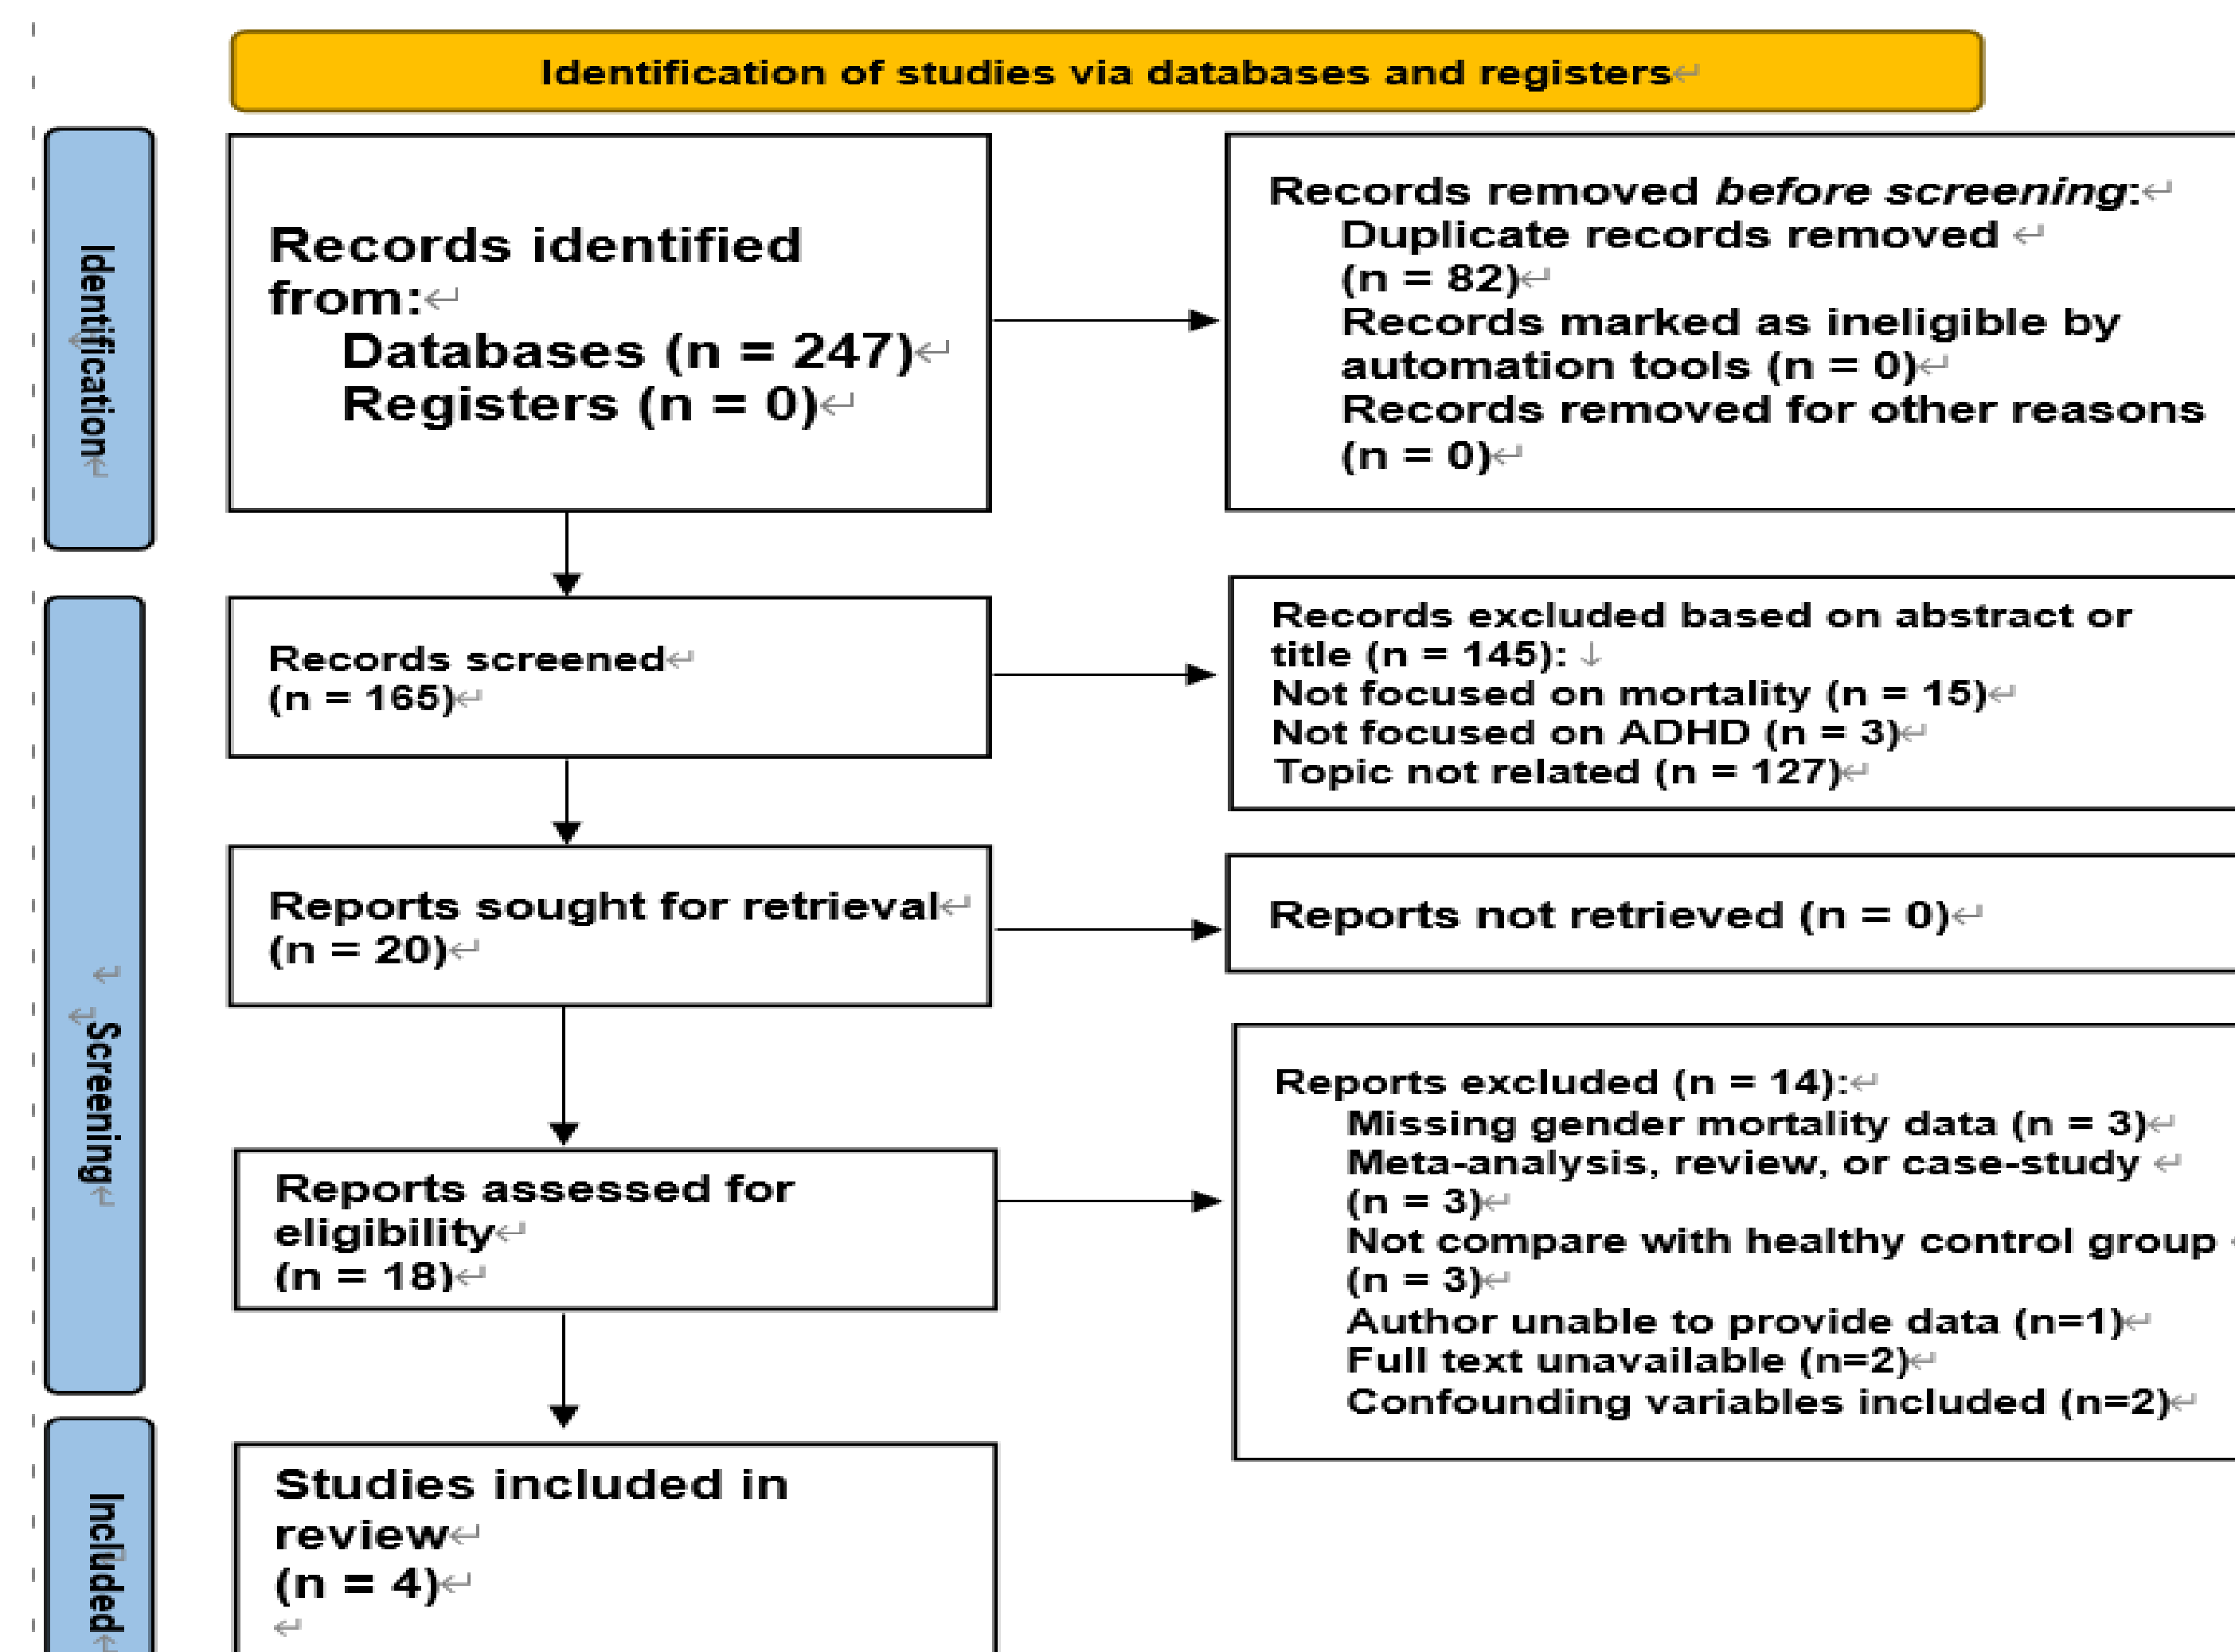 Identification of studies via databases and registers
Identification
Records identified
from:
Databases (n = 247)
Registers (n = 0)
Records removed before screening:
Duplicate records removed
(n = 82)
Records marked as ineligible by
automation tools (n = 0)
Records removed for other reasons
(n = 0)
Screening
Records screened
(n = 165)
Records excluded based on abstract or
title (n = 145):
Not focused on mortality (n = 15)
Not focused on ADHD (n = 3)
Topic not related (n = 127)
Reports sought for retrieval
(n = 20)
Reports not retrieved (n = 0)
Reports assessed for
eligibility
(n = 18)
Reports excluded (n = 14):
Missing gender mortality data (n = 3)
Meta-analysis, review, or case-study
(n = 3)
Not compare with healthy control group
(n = 3)
Author unable to provide data (n=1)
Full text unavailable (n=2)
Confounding variables included (n=2)
Included
Studies included in
review
(n = 4)